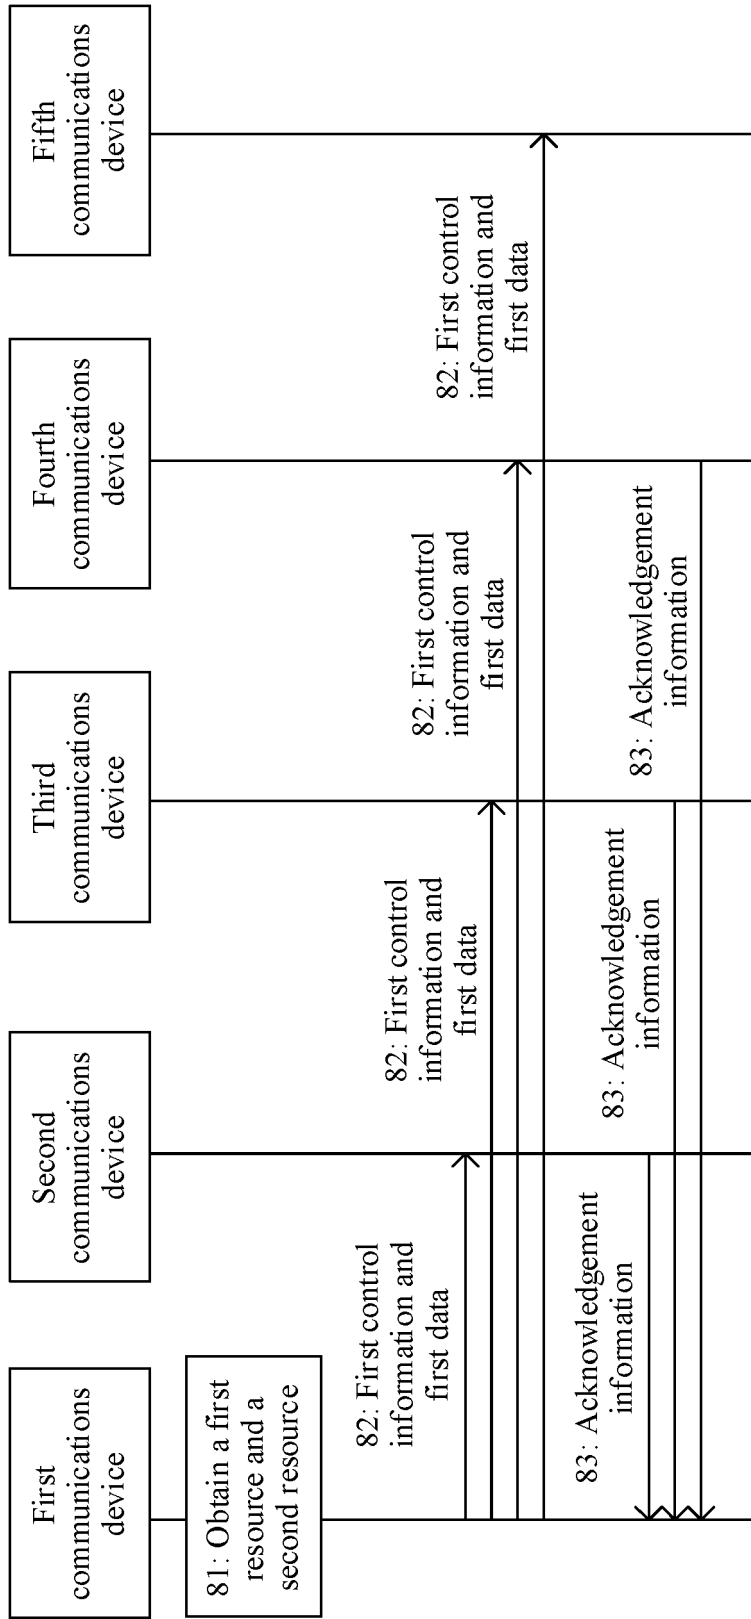 First
communications
device
Second
communications
device
Third
communications
device
Fourth
communications
device
Fifth
communications
device
81: Obtain a first
resource and a
second resource
82: First control
information and
first data
82: First control
information and
first data
82: First control
information and
first data
82: First control
information and
first data
83: Acknowledgement
information
83: Acknowledgement
information
83: Acknowledgement
information